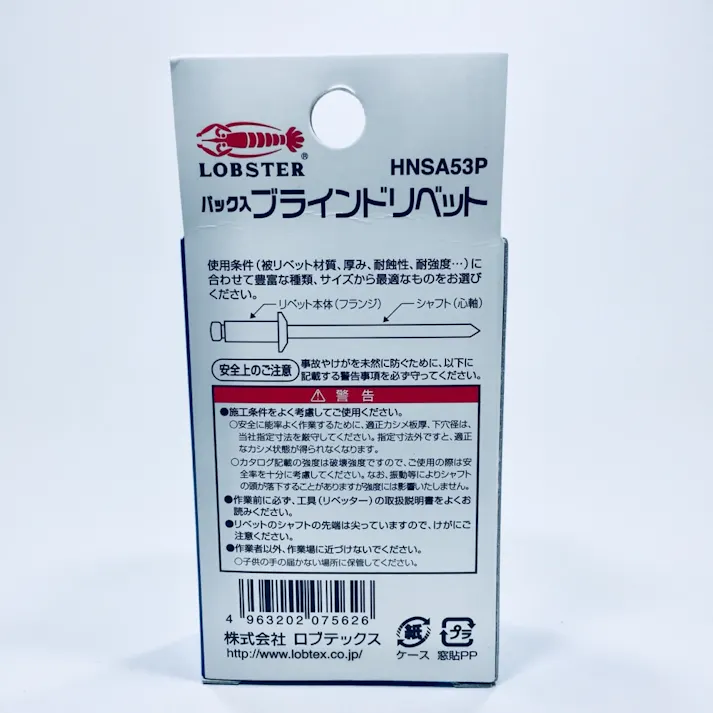 LOBSTER®
HNSA53P
パック入ブラインドリベット
使用条件(被リベット材質、厚み、耐蝕性、耐強度…)に
合わせて豊富な種類、サイズから最適なものをお選び
ください。
リベット本体(フランジ)
シャフト(心軸)
安全上のご注意
事故やけがを未然に防ぐために、以下に
記載する警告事項を必ず守ってください。
⚠警告
●施工条件をよく考慮してご使用ください。
○安全に能率よく作業するために、適正カシメ板厚、下穴径は、
当社指定寸法を厳守してください。指定寸法外ですと、適正
なカシメ状態が得られなくなります。
○カタログ記載の強度は破壊強度ですので、ご使用の際は安
全率を十分に考慮してください。なお、振動等によりシャフト
の頭が落下することがありますが強度には影響いたしません。
●作業前に必ず、工具(リベッター)の取扱説明書をよくお
読みください。
●リベットのシャフトの先端は尖っていますので、けがにご
注意ください。
●作業者以外、作業場に近づけないでください。
○子供の手の届かない場所に保管してください。
4 963202 075626
株式会社 ロブテックス
http://www.lobtex.co.jp/
紙
ケース
プラ
窓貼PP